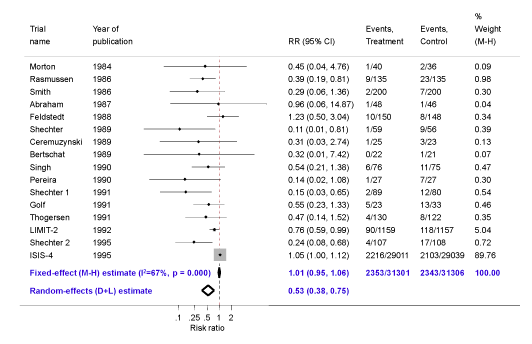 %
Trial Year of Events, Events, Weight
name publication RR (95% CI) Treatment Control (M-H)
Morton 1984 0.45 (0.04, 4.76) 1/40 2/36 0.09
Rasmussen 1986 0.39 (0.19, 0.81) 9/135 23/135 0.98
Smith 1986 0.29 (0.06, 1.36) 2/200 7/200 0.30
Abraham 1987 0.96 (0.06, 14.87) 1/48 1/46 0.04
Feldstedt 1988 1.23 (0.50, 3.04) 10/150 8/148 0.34
Shechter 1989 0.11 (0.01, 0.81) 1/59 9/56 0.39
Ceremuzynski 1989 0.31 (0.03, 2.74) 1/25 3/23 0.13
Bertschat 1989 0.32 (0.01, 7.42) 0/22 1/21 0.07
Singh 1990 0.54 (0.21, 1.38) 6/76 11/75 0.47
Pereira 1990 0.14 (0.02, 1.08) 1/27 7/27 0.30
Shechter 1 1991 0.15 (0.03, 0.65) 2/89 12/80 0.54
Golf 1991 0.55 (0.23, 1.33) 5/23 13/33 0.46
Thogersen 1991 0.47 (0.14, 1.52) 4/130 8/122 0.35
LIMIT-2 1992 0.76 (0.59, 0.99) 90/1159 118/1157 5.04
Shechter 2 1995 0.24 (0.08, 0.68) 4/107 17/108 0.72
ISIS-4 1995 1.05 (1.00, 1.12) 2216/29011 2103/29039 89.76
Fixed-effect (M-H) estimate (I²=67%, p = 0.000) 1.01 (0.95, 1.06) 2353/31301 2343/31306 100.00
Random-effects (D+L) estimate 0.53 (0.38, 0.75)
.1 .25 .5 1 2
Risk ratio